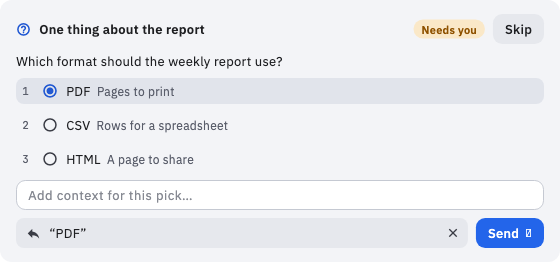 One thing about the report
Needs you
Skip
Which format should the weekly report use?
1 PDF Pages to print
2 CSV Rows for a spreadsheet
3 HTML A page to share
Add context for this pick…
“PDF”
Send